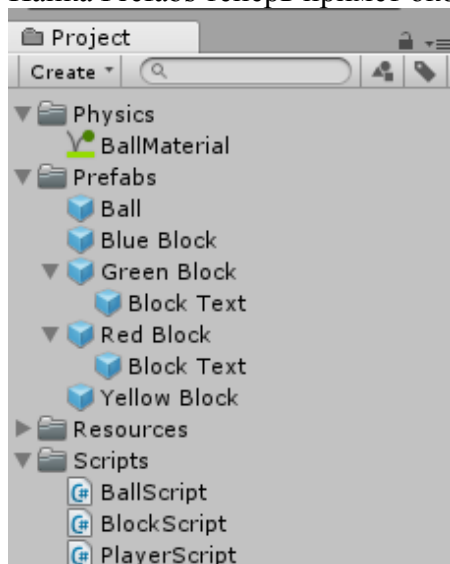 Project
Create
Physics
BallMaterial
Prefabs
Ball
Blue Block
Green Block
Block Text
Red Block
Block Text
Yellow Block
Resources
Scripts
BallScript
BlockScript
PlayerScript